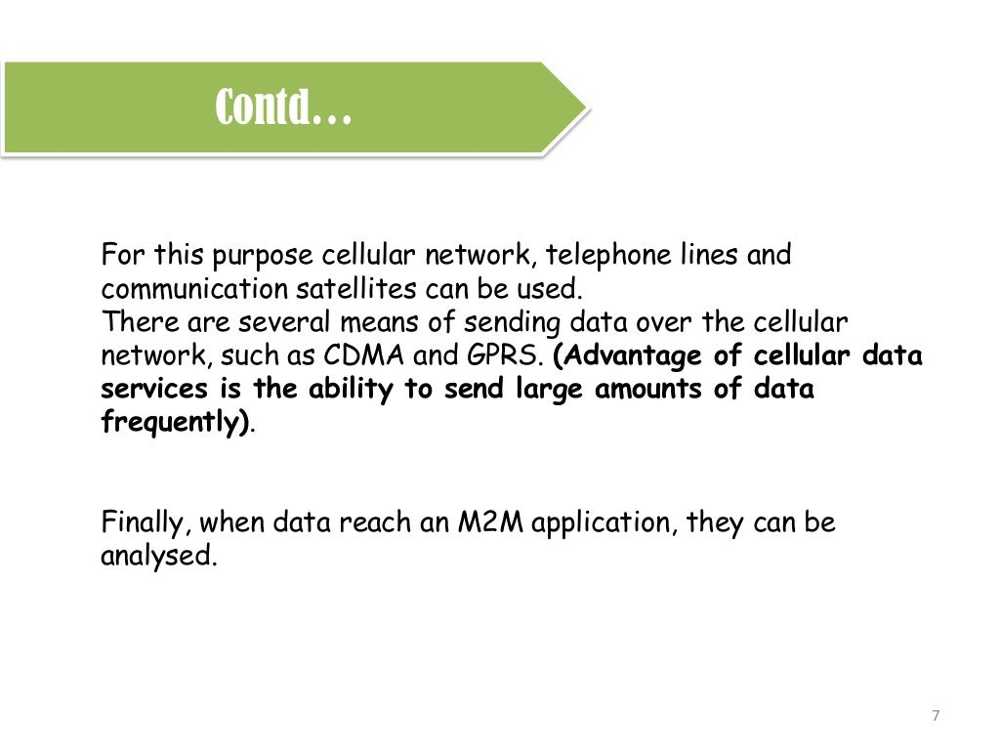 Contd...
For this purpose cellular network, telephone lines and
communication satellites can be used.
There are several means of sending data over the cellular
network, such as CDMA and GPRS. (Advantage of cellular data
services is the ability to send large amounts of data
frequently).
Finally, when data reach an M2M application, they can be
analysed.
7